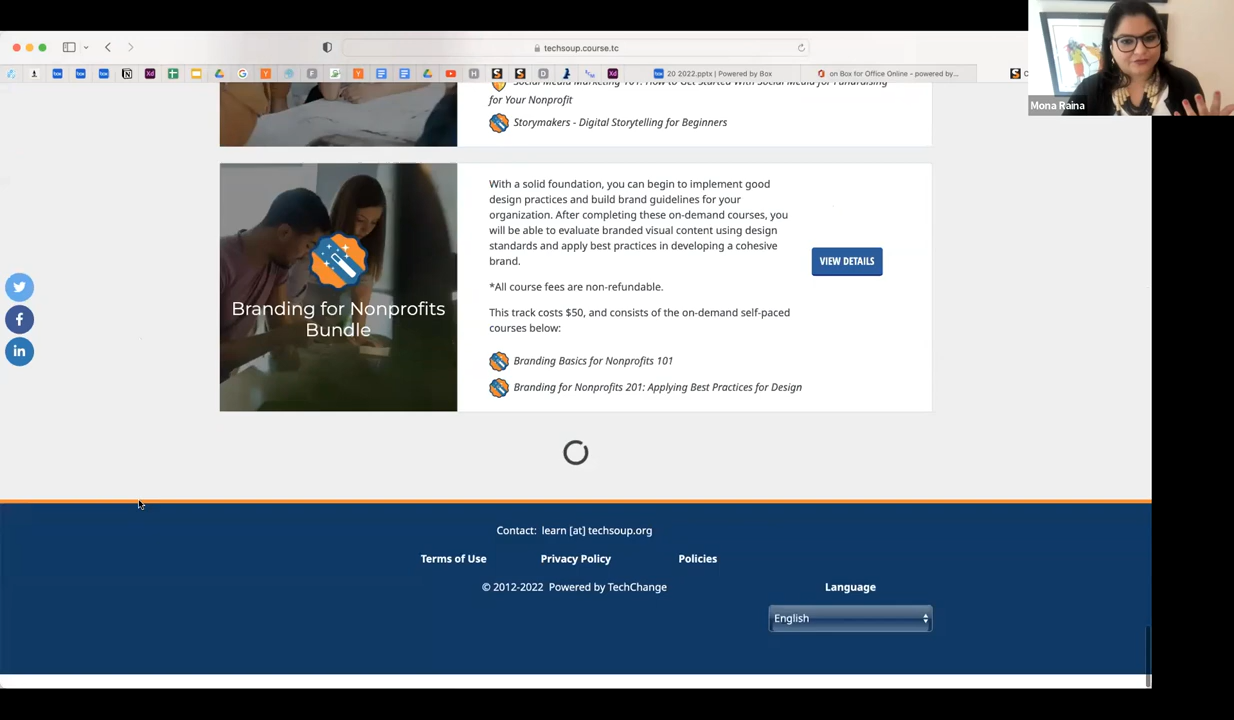 techsoup.course.tc
20 2022.pptx | Powered by Box
on Box for Office Online - powered by...
Mona Raina
Social Media Marketing 101: How to Get Started With Social Media for Fundraising
for Your Nonprofit
Storymakers - Digital Storytelling for Beginners
With a solid foundation, you can begin to implement good
design practices and build brand guidelines for your
organization. After completing these on-demand courses, you
will be able to evaluate branded visual content using design
standards and apply best practices in developing a cohesive
brand.
VIEW DETAILS
*All course fees are non-refundable.
Branding for Nonprofits
Bundle
This track costs $50, and consists of the on-demand self-paced
courses below:
Branding Basics for Nonprofits 101
Branding for Nonprofits 201: Applying Best Practices for Design
Contact: learn [at] techsoup.org
Terms of Use
Privacy Policy
Policies
© 2012-2022 Powered by TechChange
Language
English